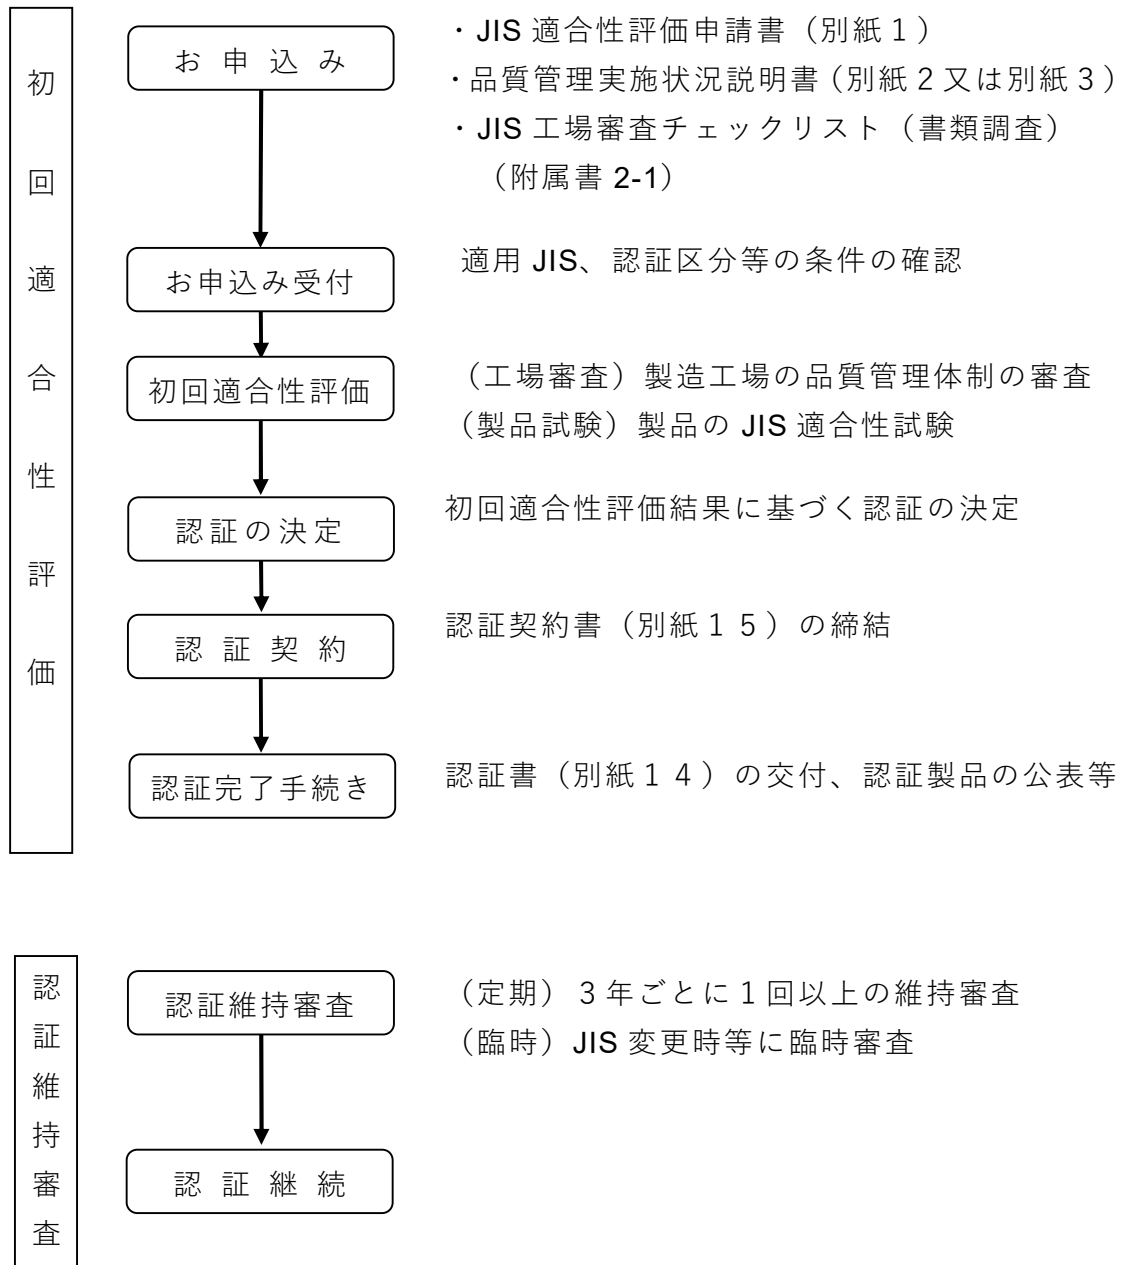 初回適合性評価
お申込み
・JIS 適合性評価申請書（別紙１）
・品質管理実施状況説明書（別紙２又は別紙３）
・JIS 工場審査チェックリスト（書類調査）
（附属書 2-1）
お申込み受付
適用 JIS、認証区分等の条件の確認
初回適合性評価
（工場審査）製造工場の品質管理体制の審査
（製品試験）製品の JIS 適合性試験
認証の決定
初回適合性評価結果に基づく認証の決定
認証契約
認証契約書（別紙１５）の締結
認証完了手続き
認証書（別紙１４）の交付、認証製品の公表等
認証維持審査
認証維持審査
（定期）３年ごとに１回以上の維持審査
（臨時）JIS 変更時等に臨時審査
認証継続